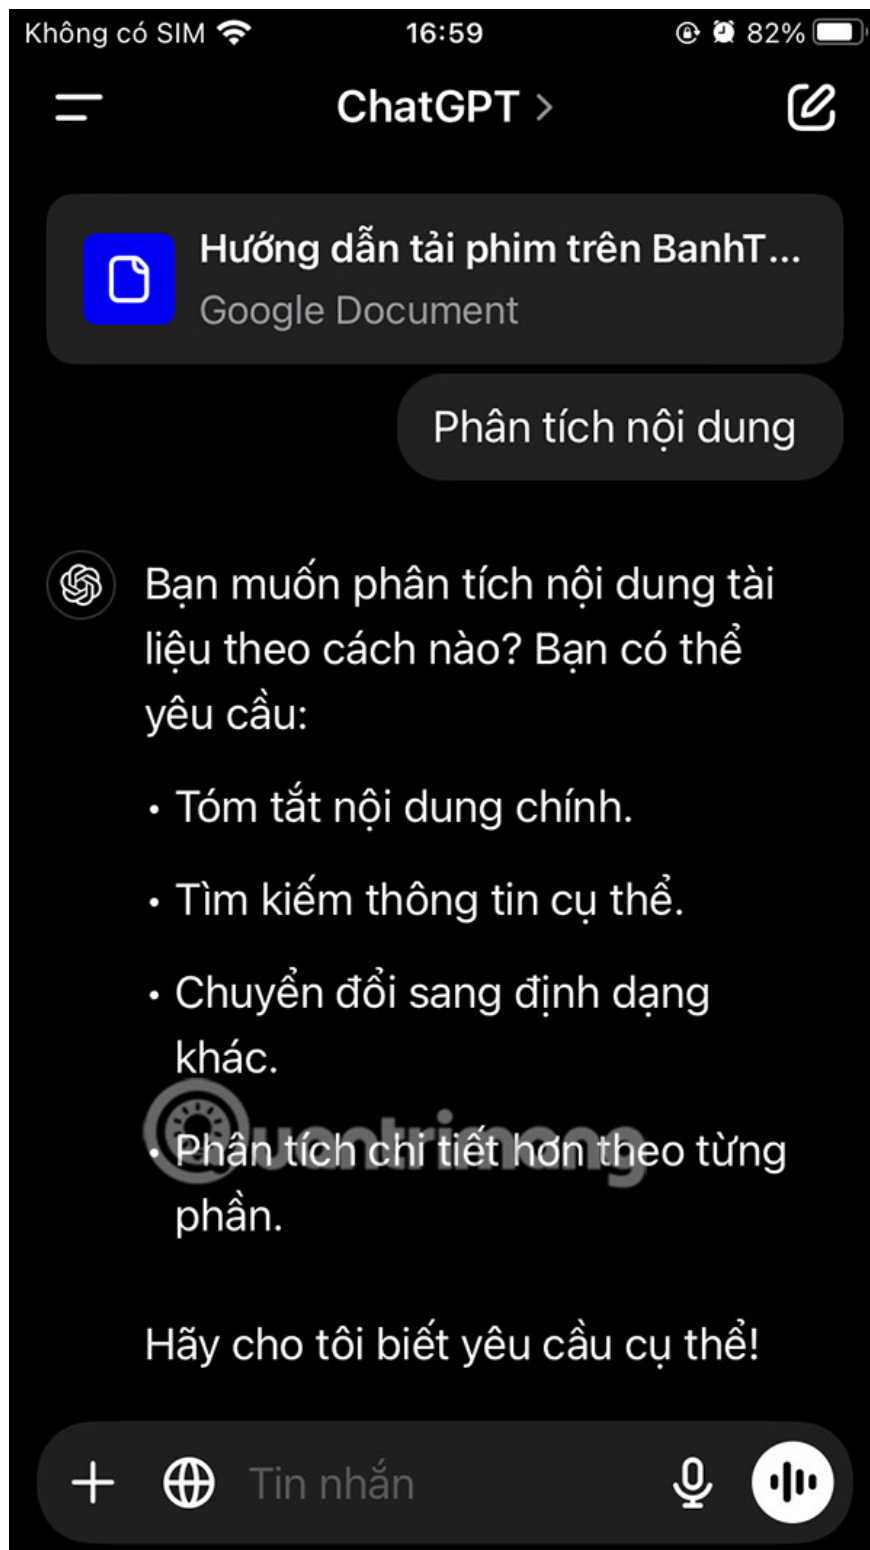 Không có SIM 16:59 82%
ChatGPT >
Hướng dẫn tải phim trên BanhT...
Google Document
Phân tích nội dung
Bạn muốn phân tích nội dung tài
liệu theo cách nào? Bạn có thể
yêu cầu:
• Tóm tắt nội dung chính.
• Tìm kiếm thông tin cụ thể.
• Chuyển đổi sang định dạng
khác.
Quantrimang
• Phân tích chi tiết hơn theo từng
phần.
Hãy cho tôi biết yêu cầu cụ thể!
Tin nhắn